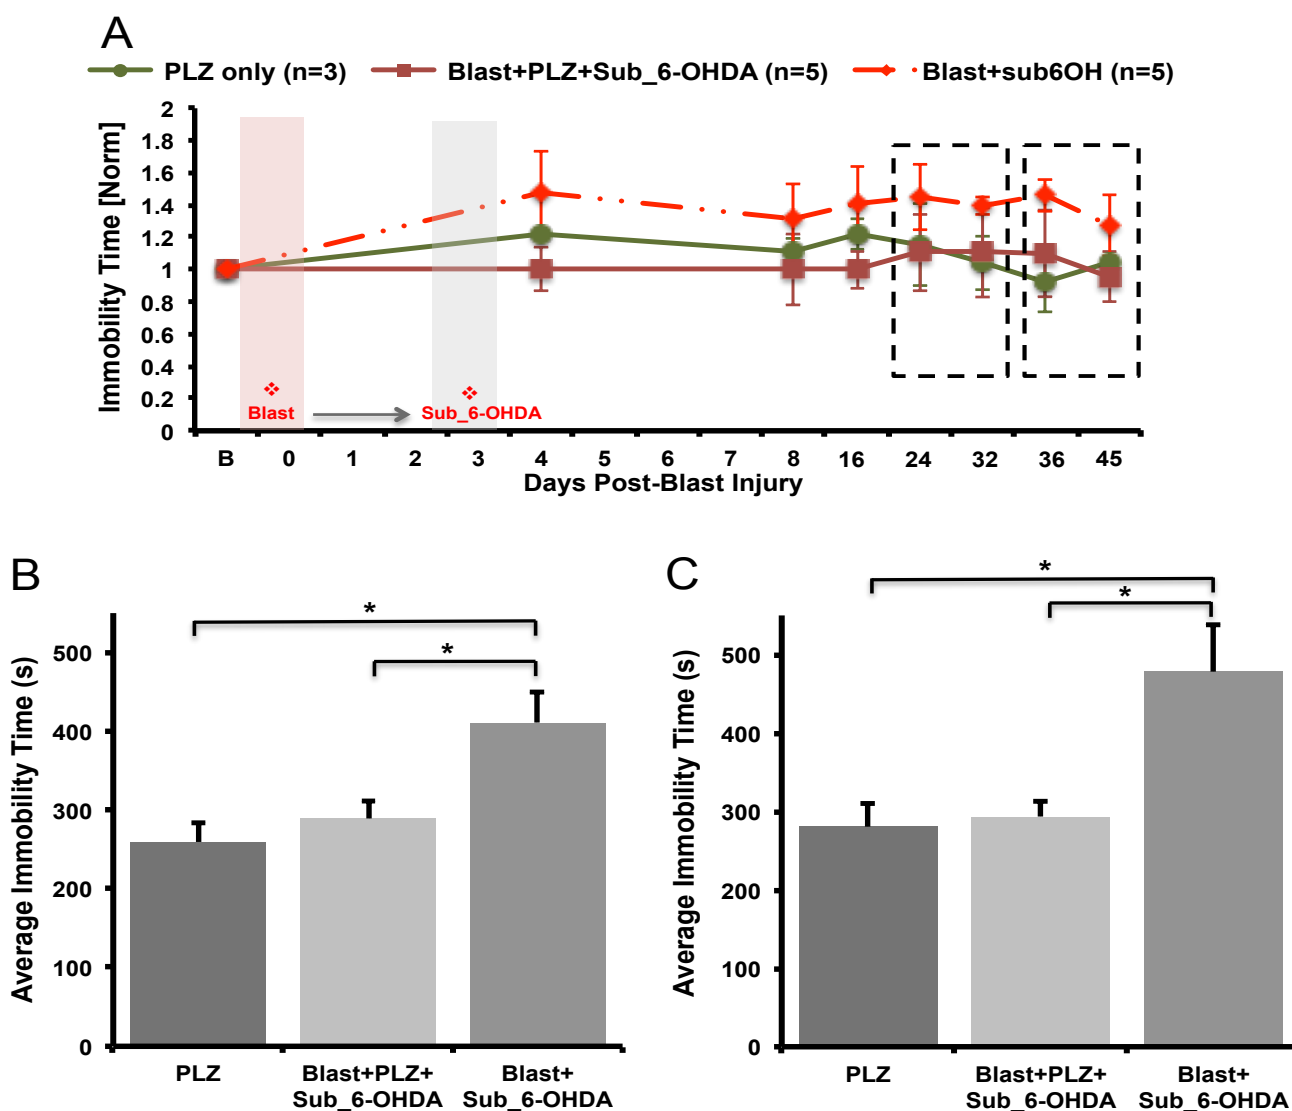 A
PLZ only (n=3) Blast+PLZ+Sub_6-OHDA (n=5) Blast+sub6OH (n=5)
Immobility Time [Norm]
2
1.8
1.6
1.4
1.2
1
0.8
0.6
0.4
0.2
0
Blast
Sub_6-OHDA
B 0 1 2 3 4 5 6 7 8 16 24 32 36 45
Days Post-Blast Injury
B
*
*
Average Immobility Time (s)
500
400
300
200
100
0
PLZ
Blast+PLZ+
Sub_6-OHDA
Blast+
Sub_6-OHDA
C
*
*
Average Immobility Time (s)
500
400
300
200
100
0
PLZ
Blast+PLZ+
Sub_6-OHDA
Blast+
Sub_6-OHDA